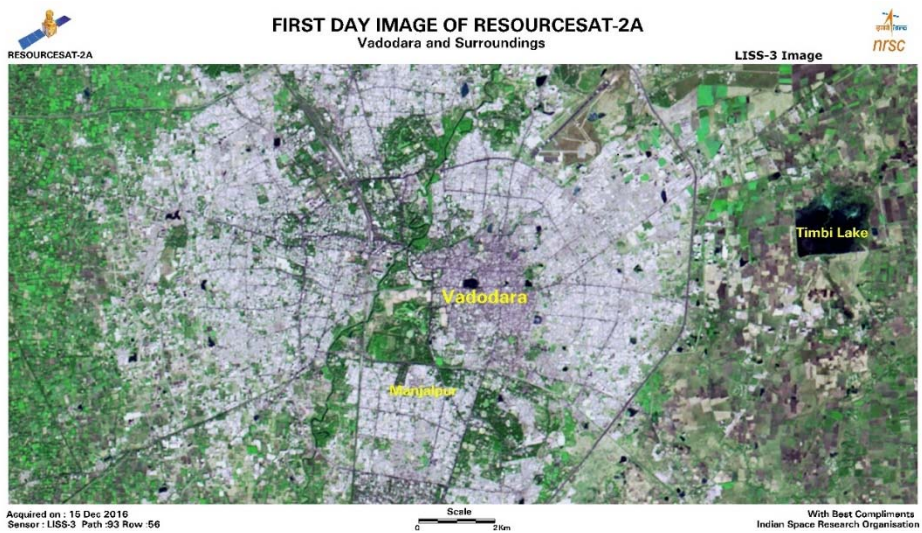 FIRST DAY IMAGE OF RESOURCESAT-2A
Vadodara and Surroundings
RESOURCESAT-2A
LISS-3 Image
nrsc
Timbi Lake
Vadodara
Manjalpur
Acquired on : 15 Dec 2016
Sensor : LISS-3 Path :93 Row :56
Scale
0 2Km
With Best Compliments
Indian Space Research Organisation